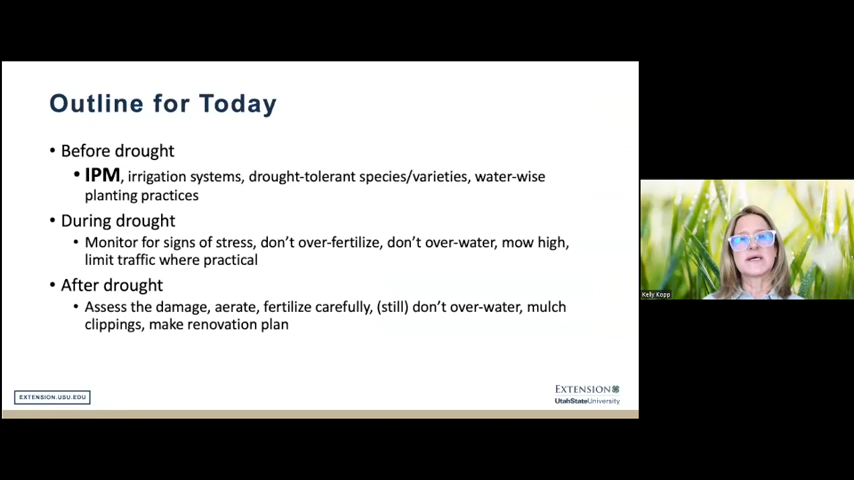 Outline for Today
• Before drought
• IPM, irrigation systems, drought-tolerant species/varieties, water-wise
planting practices
• During drought
• Monitor for signs of stress, don't over-fertilize, don't over-water, mow high,
limit traffic where practical
• After drought
• Assess the damage, aerate, fertilize carefully, (still) don't over-water, mulch
clippings, make renovation plan
EXTENSION.USU.EDU
EXTENSION
UtahStateUniversity
Kelly Kopp